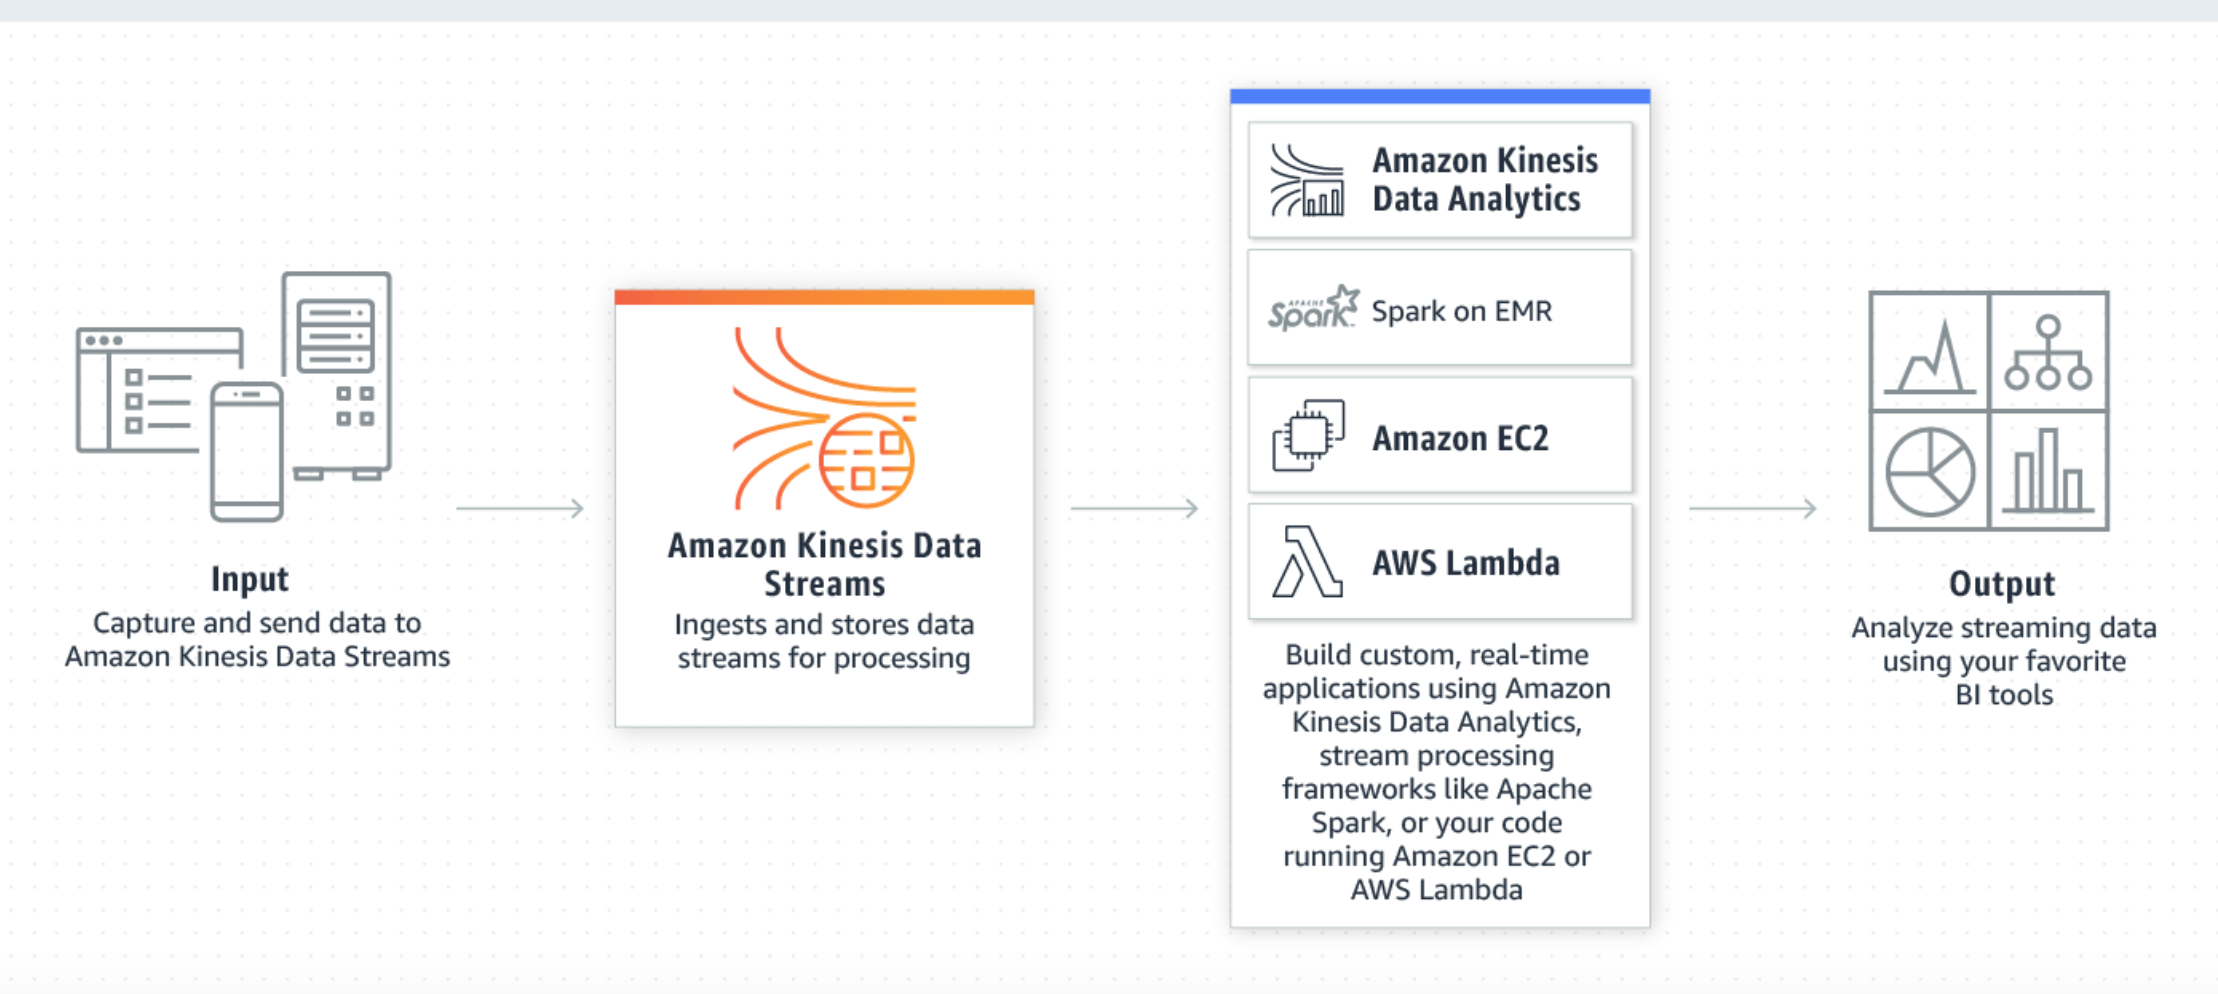 Input
Capture and send data to
Amazon Kinesis Data Streams
Amazon Kinesis Data
Streams
Ingests and stores data
streams for processing
Amazon Kinesis
Data Analytics
APACHE
Spark
Spark on EMR
Amazon EC2
AWS Lambda
Build custom, real-time
applications using Amazon
Kinesis Data Analytics,
stream processing
frameworks like Apache
Spark, or your code
running Amazon EC2 or
AWS Lambda
Output
Analyze streaming data
using your favorite
BI tools